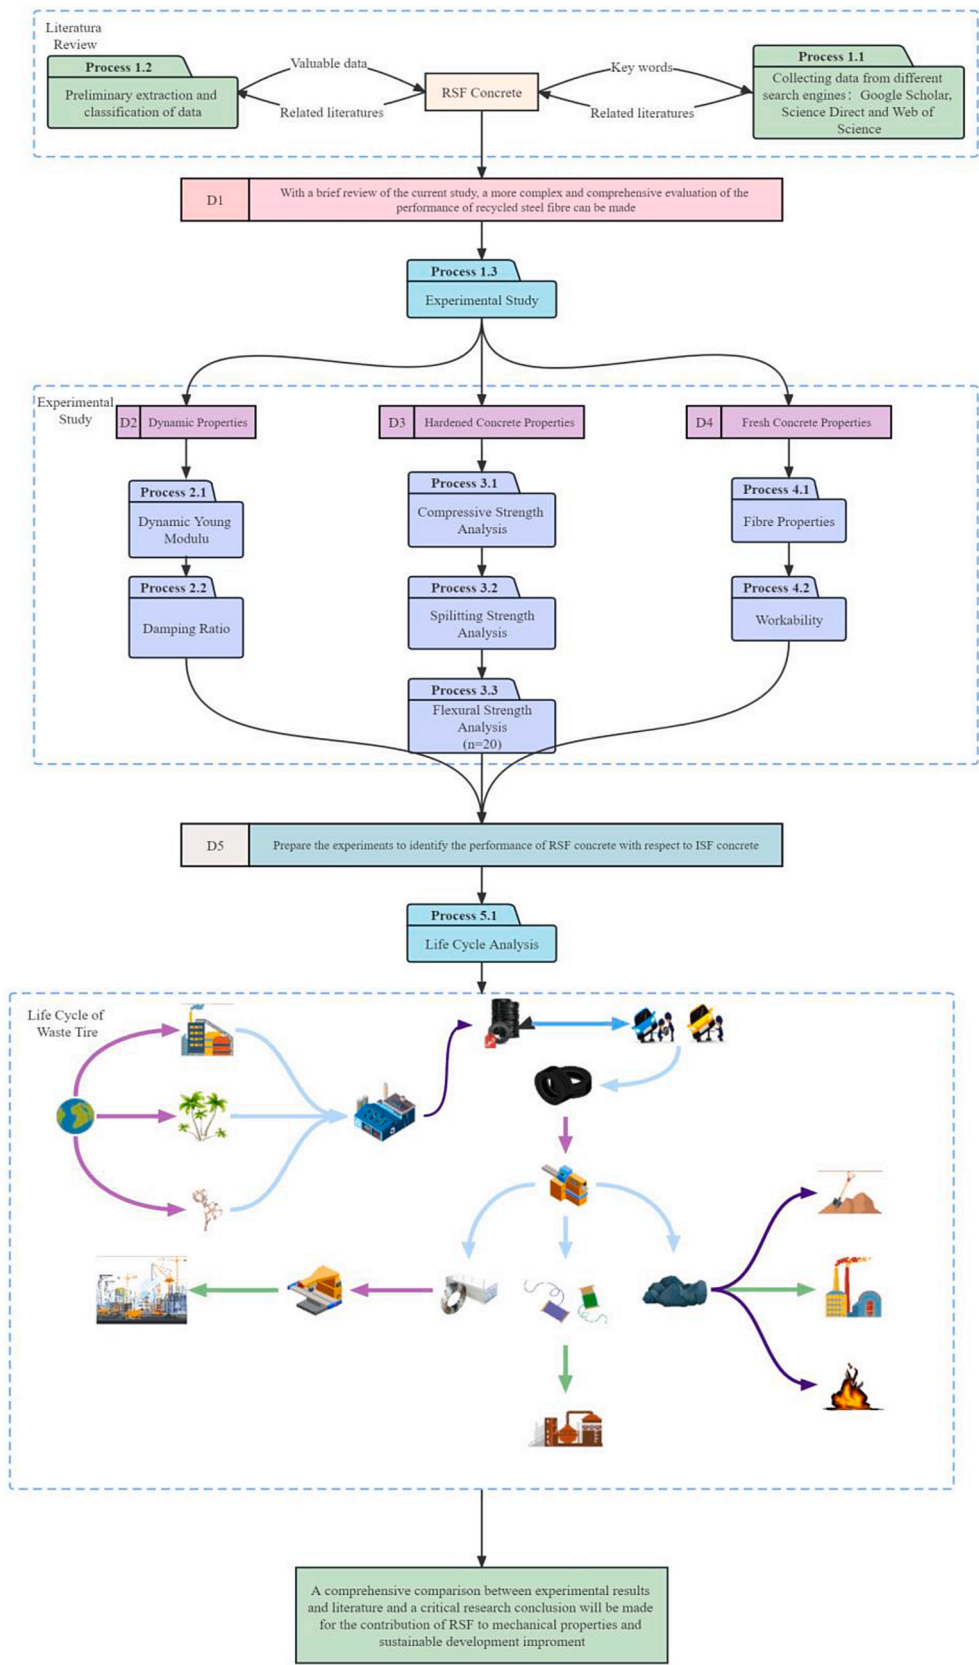 Literatura
Review
Process 1.2
Preliminary extraction and
classification of data
Valuable data
Related literatures
RSF Concrete
Key words
Related literatures
Process 1.1
Collecting data from different
search engines：Google Scholar,
Science Direct and Web of
Science
D1
With a brief review of the current study, a more complex and comprehensive evaluation of the
performance of recycled steel fibre can be made
Process 1.3
Experimental Study
Experimental
Study
D2
Dynamic Properties
D3
Hardened Concrete Properties
D4
Fresh Concrete Properties
Process 2.1
Dynamic Young
Modulu
Process 2.2
Damping Ratio
Process 3.1
Compressive Strength
Analysis
Process 3.2
Spilitting Strength
Analysis
Process 3.3
Flexural Strength
Analysis
(n=20)
Process 4.1
Fibre Properties
Process 4.2
Workability
D5
Prepare the experiments to identify the performance of RSF concrete with respect to ISF concrete
Process 5.1
Life Cycle Analysis
Life Cycle of
Waste Tire
A comprehensive comparison between experimental results
and literature and a critical research conclusion will be made
for the contribution of RSF to mechanical properties and
sustainable development improment